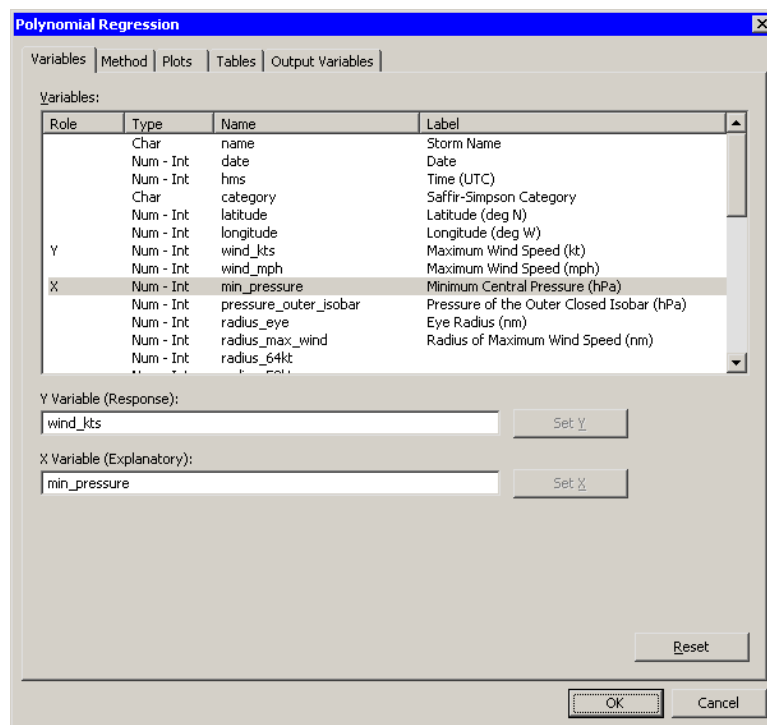 Polynomial Regression
Variables Method Plots Tables Output Variables
Variables:
Role Type Name Label
Char name Storm Name
Num - Int date Date
Num - Int hms Time (UTC)
Char category Saffir-Simpson Category
Num - Int latitude Latitude (deg N)
Num - Int longitude Longitude (deg W)
Y Num - Int wind_kts Maximum Wind Speed (kt)
Num - Int wind_mph Maximum Wind Speed (mph)
X Num - Int min_pressure Minimum Central Pressure (hPa)
Num - Int pressure_outer_isobar Pressure of the Outer Closed Isobar (hPa)
Num - Int radius_eye Eye Radius (nm)
Num - Int radius_max_wind Radius of Maximum Wind Speed (nm)
Num - Int radius_64kt
Y Variable (Response):
wind_kts Set Y
X Variable (Explanatory):
min_pressure Set X
Reset
OK Cancel